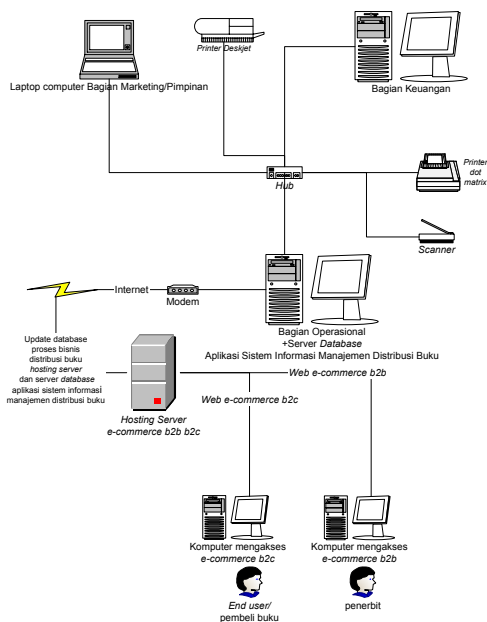 Printer Deskjet
Laptop computer Bagian Marketing/Pimpinan
Bagian Keuangan
Printer
dot
matrix
Hub
Scanner
Internet
Modem
Bagian Operasional
+Server Database
Aplikasi Sistem Informasi Manajemen Distribusi Buku
Update database
proses bisnis
distribusi buku
hosting server
dan server database
aplikasi sistem informasi
manajemen distribusi buku
Web e-commerce b2b
Web e-commerce b2c
Hosting Server
e-commerce b2b b2c
Komputer mengakses
e-commerce b2c
Komputer mengakses
e-commerce b2b
End user/
pembeli buku
penerbit